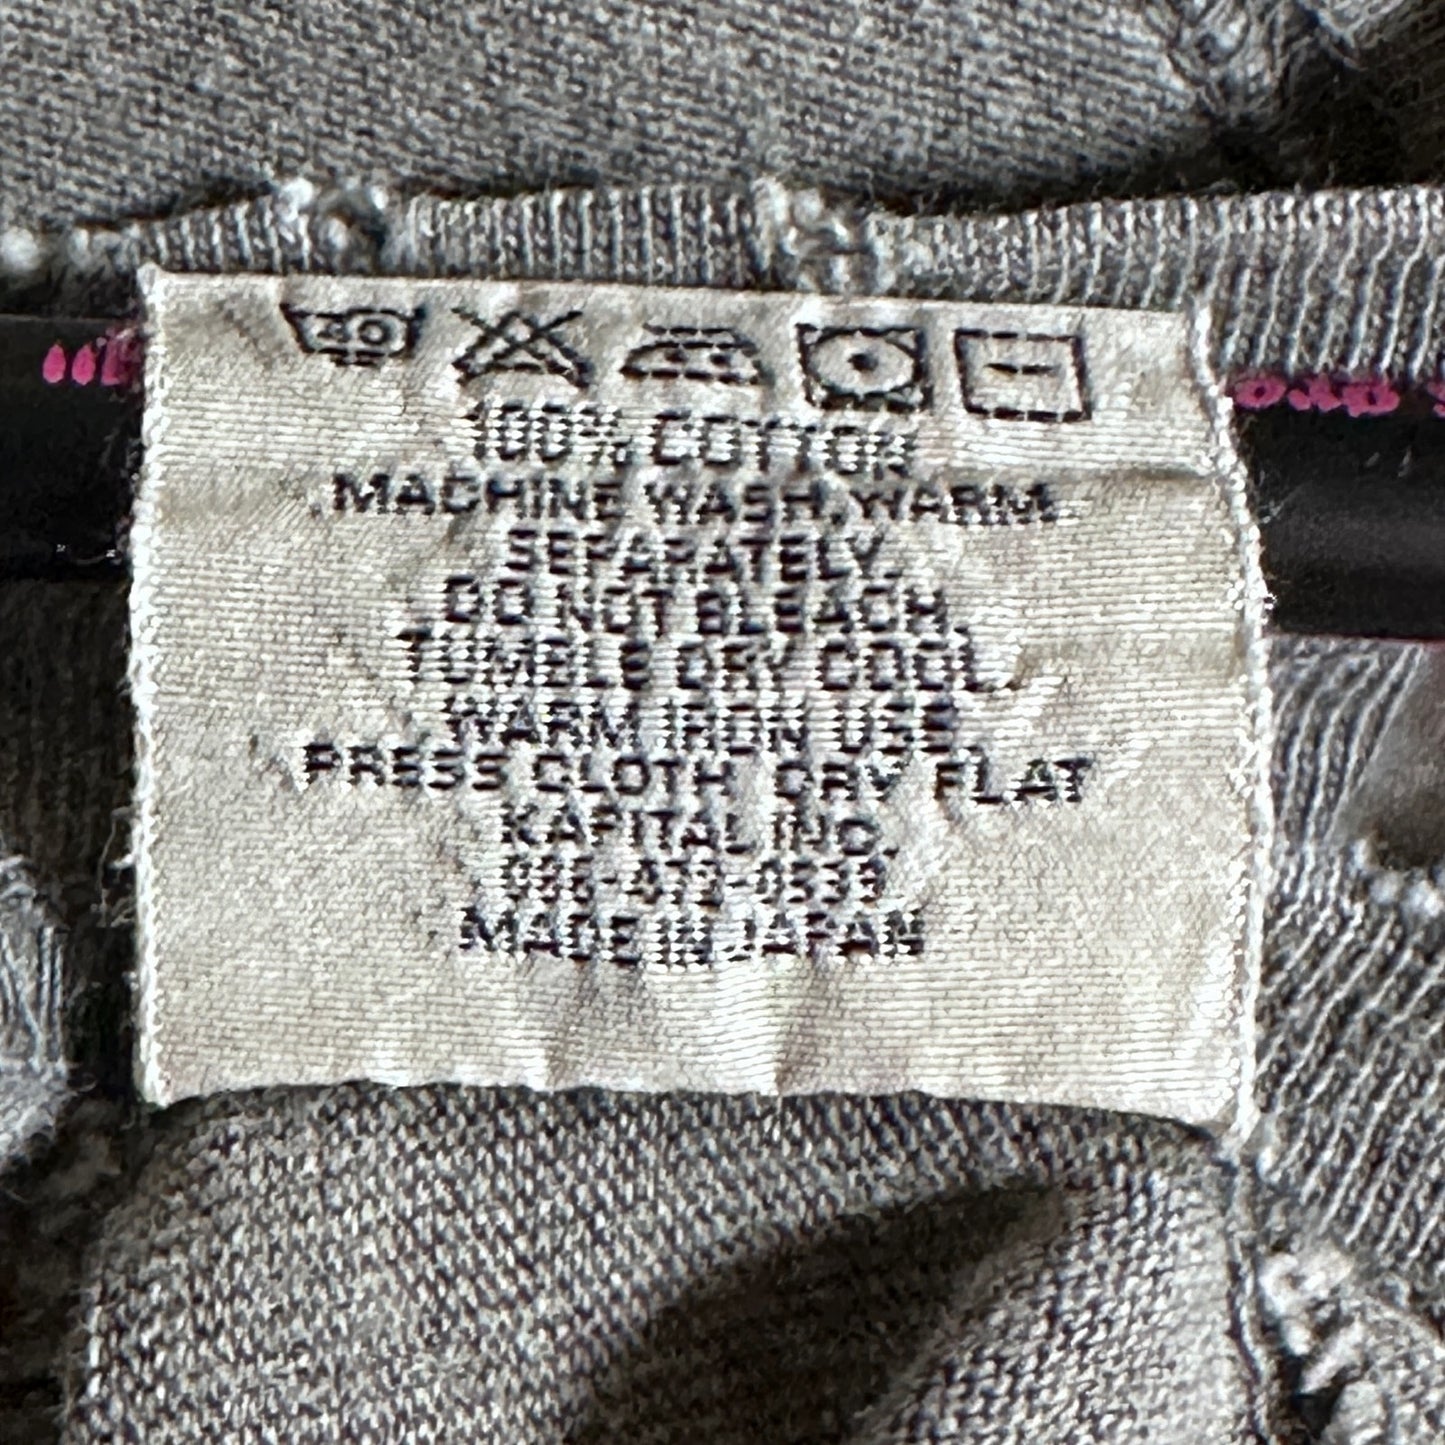 40
100% COTTON
MACHINE WASH,WARM
SEPARATELY,
DO NOT BLEACH,
TUMBLE DRY COOL,
WARM IRON USE
PRESS CLOTH DRY FLAT
KAPITAL INC,
MADE IN JAPAN